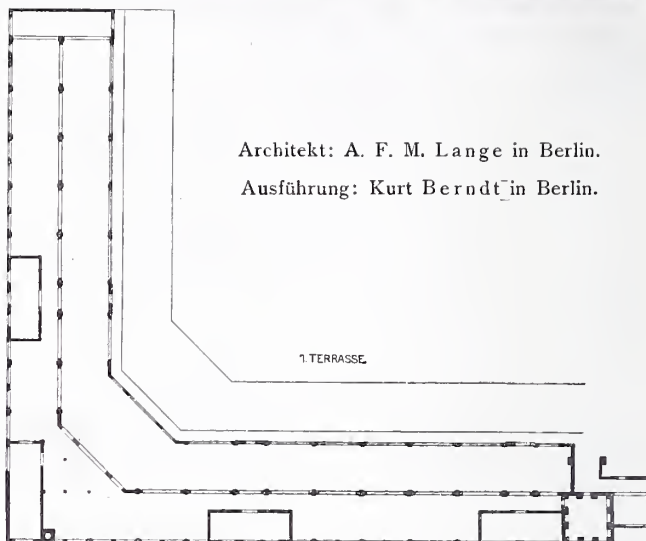 Architekt: A. F. M. Lange in Berlin.
Ausführung: Kurt Berndt in Berlin.
1. TERRASSE